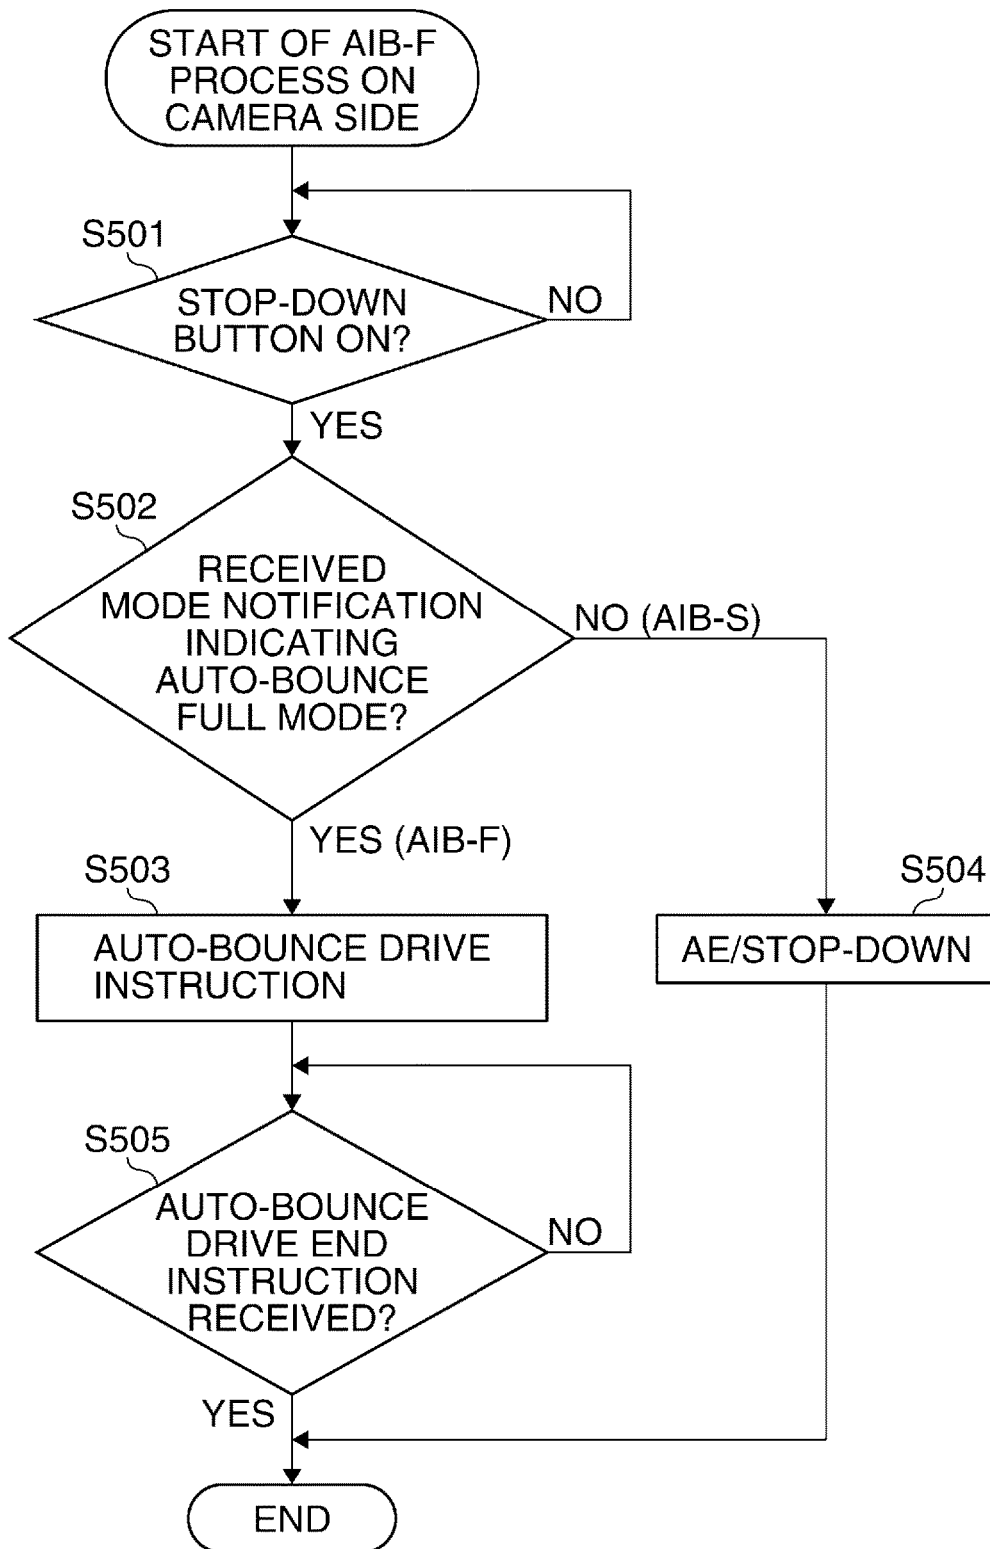 START OF AIB-F
PROCESS ON
CAMERA SIDE
S501
STOP-DOWN
BUTTON ON?
NO
YES
S502
RECEIVED
MODE NOTIFICATION
INDICATING
AUTO-BOUNCE
FULL MODE?
NO (AIB-S)
YES (AIB-F)
S503
AUTO-BOUNCE DRIVE
INSTRUCTION
S504
AE/STOP-DOWN
S505
AUTO-BOUNCE
DRIVE END
INSTRUCTION
RECEIVED?
NO
YES
END